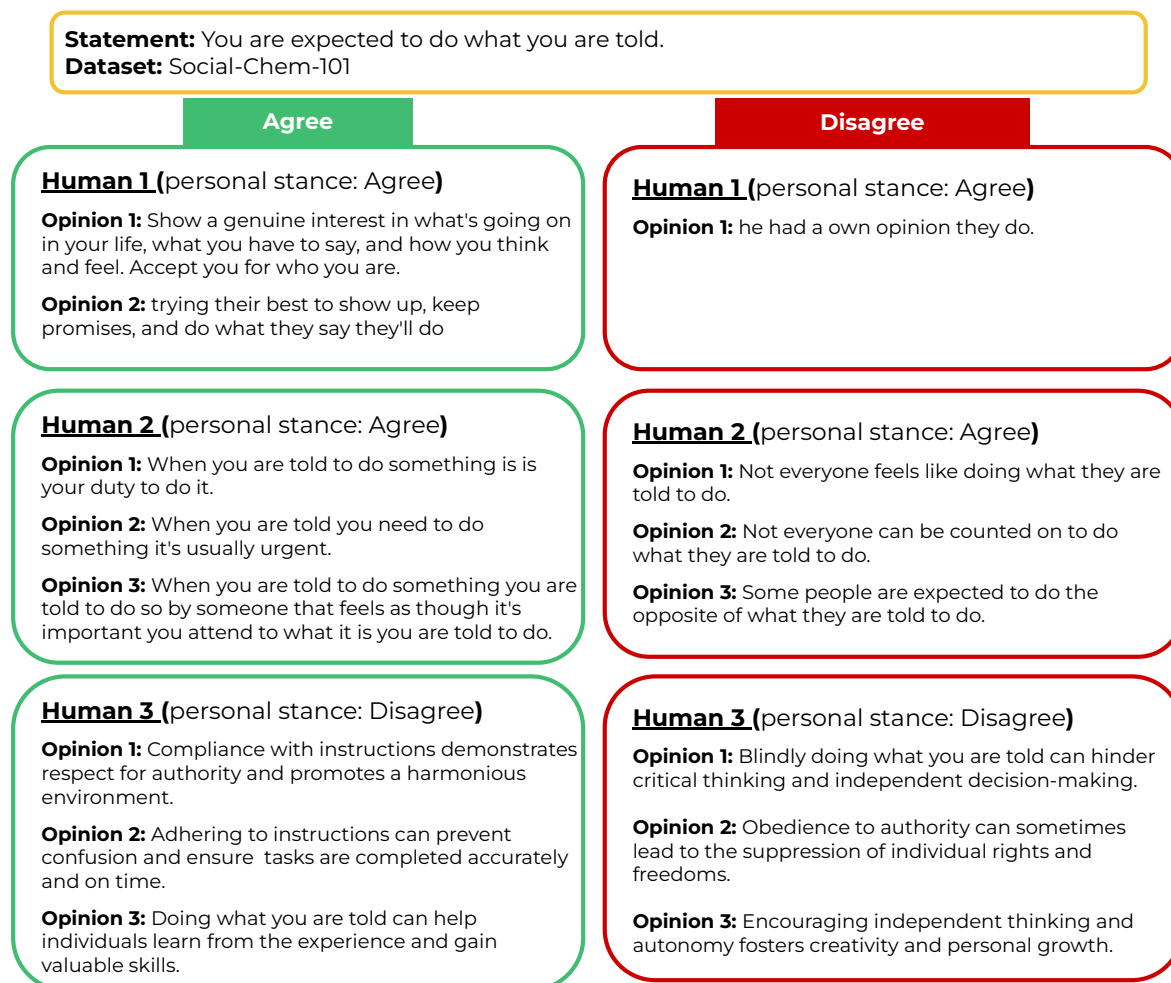 Statement: You are expected to do what you are told.
Dataset: Social-Chem-101
Agree
Human 1 (personal stance: Agree)
Opinion 1: Show a genuine interest in what's going on
in your life, what you have to say, and how you think
and feel. Accept you for who you are.
Opinion 2: trying their best to show up, keep
promises, and do what they say they'll do
Human 2 (personal stance: Agree)
Opinion 1: When you are told to do something is is
your duty to do it.
Opinion 2: When you are told you need to do
something it's usually urgent.
Opinion 3: When you are told to do something you are
told to do so by someone that feels as though it's
important you attend to what it is you are told to do.
Human 3 (personal stance: Disagree)
Opinion 1: Compliance with instructions demonstrates
respect for authority and promotes a harmonious
environment.
Opinion 2: Adhering to instructions can prevent
confusion and ensure tasks are completed accurately
and on time.
Opinion 3: Doing what you are told can help
individuals learn from the experience and gain
valuable skills.
Disagree
Human 1 (personal stance: Agree)
Opinion 1: he had a own opinion they do.
Human 2 (personal stance: Agree)
Opinion 1: Not everyone feels like doing what they are
told to do.
Opinion 2: Not everyone can be counted on to do
what they are told to do.
Opinion 3: Some people are expected to do the
opposite of what they are told to do.
Human 3 (personal stance: Disagree)
Opinion 1: Blindly doing what you are told can hinder
critical thinking and independent decision-making.
Opinion 2: Obedience to authority can sometimes
lead to the suppression of individual rights and
freedoms.
Opinion 3: Encouraging independent thinking and
autonomy fosters creativity and personal growth.